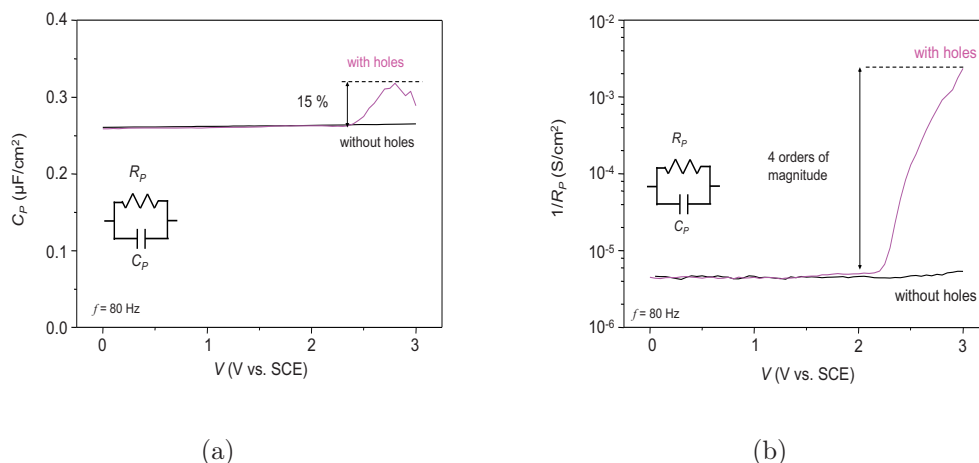 0.4
0.3
0.2
0.1
0.0
C_P (μF/cm²)
with holes
15 %
without holes
R_P
C_P
f = 80 Hz
0
1
2
3
V (V vs. SCE)
(a)
10⁻²
10⁻³
10⁻⁴
10⁻⁵
10⁻⁶
1/R_P (S/cm²)
with holes
4 orders of
magnitude
R_P
C_P
without holes
f = 80 Hz
0
1
2
3
V (V vs. SCE)
(b)